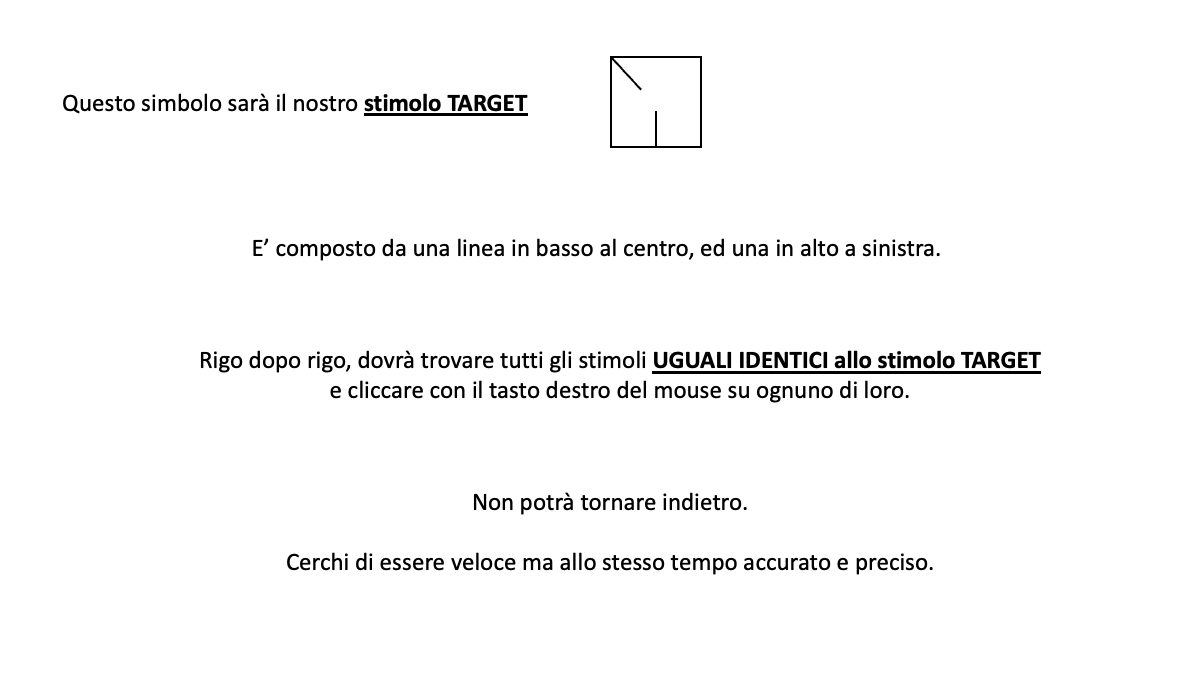 Questo simbolo sarà il nostro stimolo TARGET
E’ composto da una linea in basso al centro, ed una in alto a sinistra.
Rigo dopo rigo, dovrà trovare tutti gli stimoli UGUALI IDENTICI allo stimolo TARGET
e cliccare con il tasto destro del mouse su ognuno di loro.
Non potrà tornare indietro.
Cerchi di essere veloce ma allo stesso tempo accurato e preciso.